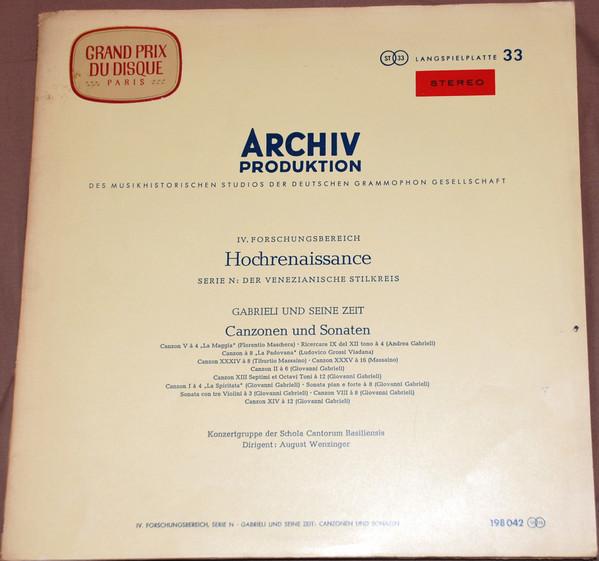 GRAND PRIX
DU DISQUE
PARIS
ST 33 LANGSPIELPLATTE 33
STEREO
ARCHIV
PRODUKTION
DES MUSIKHISTORISCHEN STUDIOS DER DEUTSCHEN GRAMMOPHON GESELLSCHAFT
IV. FORSCHUNGSBEREICH
Hochrenaissance
SERIE N: DER VENEZIANISCHE STILKREIS
GABRIELI UND SEINE ZEIT
Canzonen und Sonaten
Canzon V à 4 „La Maggia" (Florentio Maschera) · Ricercare IX del XII tono à 4 (Andrea Gabrieli)
Canzon à 8 „La Padovana" (Ludovico Grossi Viadana)
Canzon XXXIV à 8 (Tiburtio Massaino) · Canzon XXXV à 16 (Massaino)
Canzon II à 6 (Giovanni Gabrieli)
Canzon XIII Septimi et Octavi Toni à 12 (Giovanni Gabrieli)
Canzon I à 4 „La Spiritata" (Giovanni Gabrieli) · Sonata pian e forte à 8 (Giovanni Gabrieli)
Sonata con tre Violini à 3 (Giovanni Gabrieli) · Canzon VIII à 8 (Giovanni Gabrieli)
Canzon XIV à 12 (Giovanni Gabrieli)
Konzertgruppe der Schola Cantorum Basiliensis
Dirigent: August Wenzinger
IV. FORSCHUNGSBEREICH, SERIE N - GABRIELI UND SEINE ZEIT: CANZONEN UND SONATEN
198 042